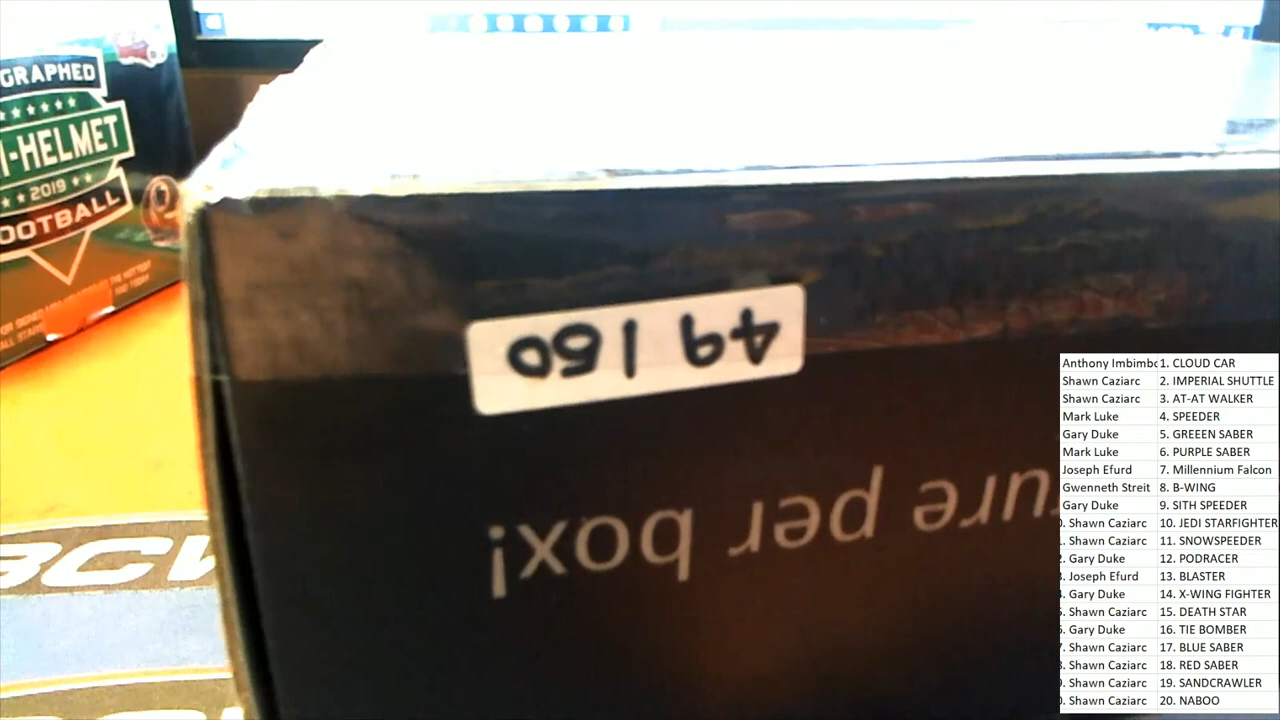 GRAPHED
I-HELMET
2019
OOTBALL
49/50
ure per box!
BCW
Anthony Imbimbo 1. CLOUD CAR
Shawn Caziarc 2. IMPERIAL SHUTTLE
Shawn Caziarc 3. AT-AT WALKER
Mark Luke 4. SPEEDER
Gary Duke 5. GREEEN SABER
Mark Luke 6. PURPLE SABER
Joseph Efurd 7. Millennium Falcon
Gwenneth Streit 8. B-WING
Gary Duke 9. SITH SPEEDER
Shawn Caziarc 10. JEDI STARFIGHTER
Shawn Caziarc 11. SNOWSPEEDER
Gary Duke 12. PODRACER
Joseph Efurd 13. BLASTER
Gary Duke 14. X-WING FIGHTER
Shawn Caziarc 15. DEATH STAR
Gary Duke 16. TIE BOMBER
Shawn Caziarc 17. BLUE SABER
Shawn Caziarc 18. RED SABER
Shawn Caziarc 19. SANDCRAWLER
Shawn Caziarc 20. NABOO